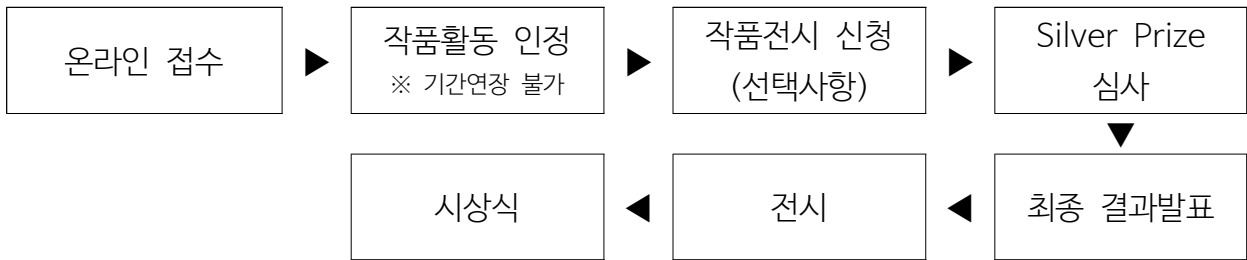 온라인 접수
▶
작품활동 인정
※ 기간연장 불가
▶
작품전시 신청
(선택사항)
▶
Silver Prize
심사
▼
최종 결과발표
◀
전시
◀
시상식